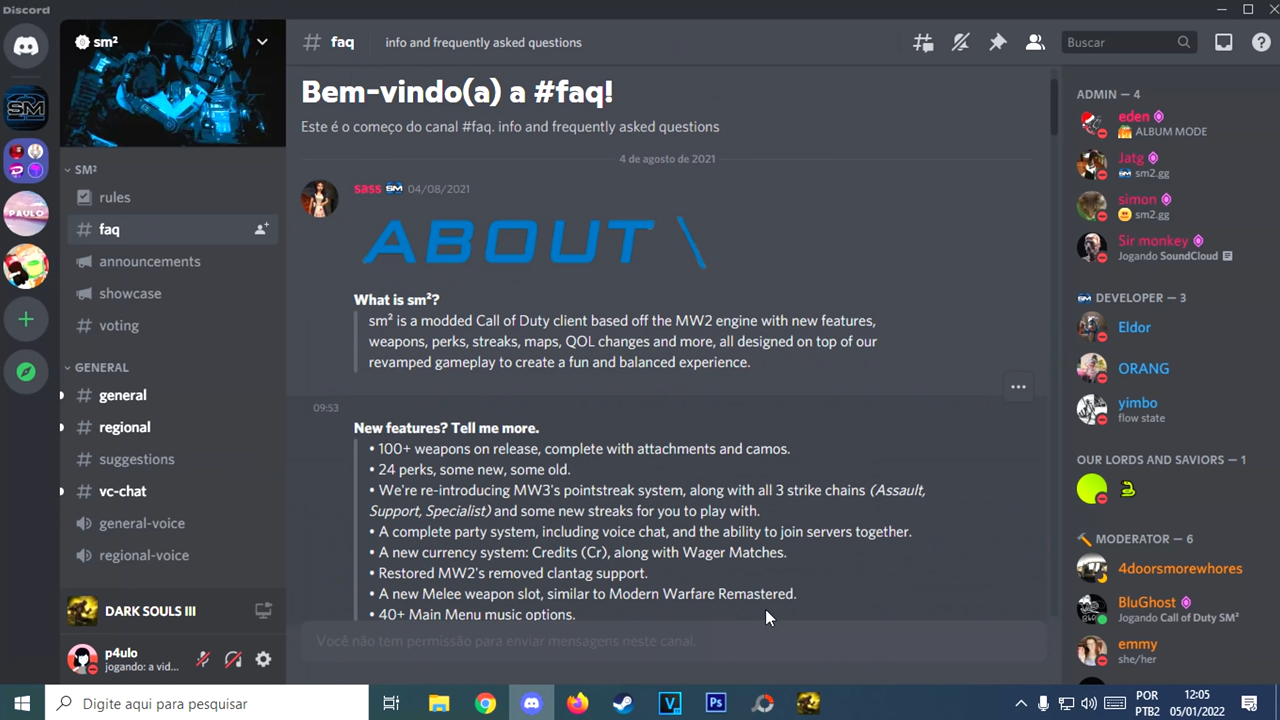 Discord
sm²
SM
PAULO
SM²
rules
faq
announcements
showcase
voting
GENERAL
general
regional
suggestions
vc-chat
general-voice
regional-voice
DARK SOULS III
p4ulo
jogando: a vid...
# faq
info and frequently asked questions
Buscar
Bem-vindo(a) a #faq!
Este é o começo do canal #faq. info and frequently asked questions
4 de agosto de 2021
sass SM 04/08/2021
ABOUT \
What is sm²?
sm² is a modded Call of Duty client based off the MW2 engine with new features,
weapons, perks, streaks, maps, QOL changes and more, all designed on top of our
revamped gameplay to create a fun and balanced experience.
09:53
New features? Tell me more.
• 100+ weapons on release, complete with attachments and camos.
• 24 perks, some new, some old.
• We're re-introducing MW3's pointstreak system, along with all 3 strike chains (Assault,
Support, Specialist) and some new streaks for you to play with.
• A complete party system, including voice chat, and the ability to join servers together.
• A new currency system: Credits (Cr), along with Wager Matches.
• Restored MW2's removed clantag support.
• A new Melee weapon slot, similar to Modern Warfare Remastered.
• 40+ Main Menu music options.
Você não tem permissão para enviar mensagens neste canal.
ADMIN — 4
eden
ALBUM MODE
Jatg
sm2.gg
simon
sm2.gg
Sir monkey
Jogando SoundCloud
SM DEVELOPER — 3
Eldor
ORANG
yimbo
flow state
OUR LORDS AND SAVIORS — 1
MODERATOR — 6
4doorsmorewhores
BluGhost
Jogando Call of Duty SM²
emmy
she/her
Digite aqui para pesquisar
V
Ps
POR
PTB2
12:05
05/01/2022